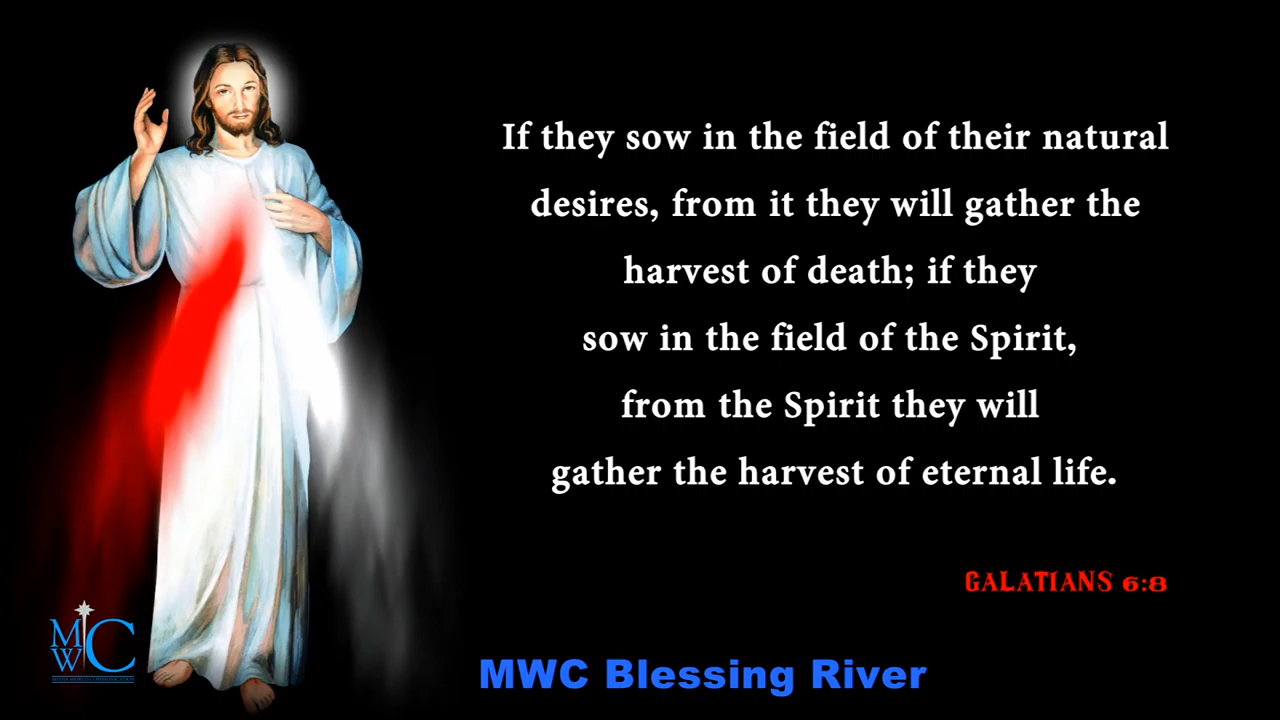 If they sow in the field of their natural
desires, from it they will gather the
harvest of death; if they
sow in the field of the Spirit,
from the Spirit they will
gather the harvest of eternal life.
GALATIANS 6:8
MWC
MWC Blessing River